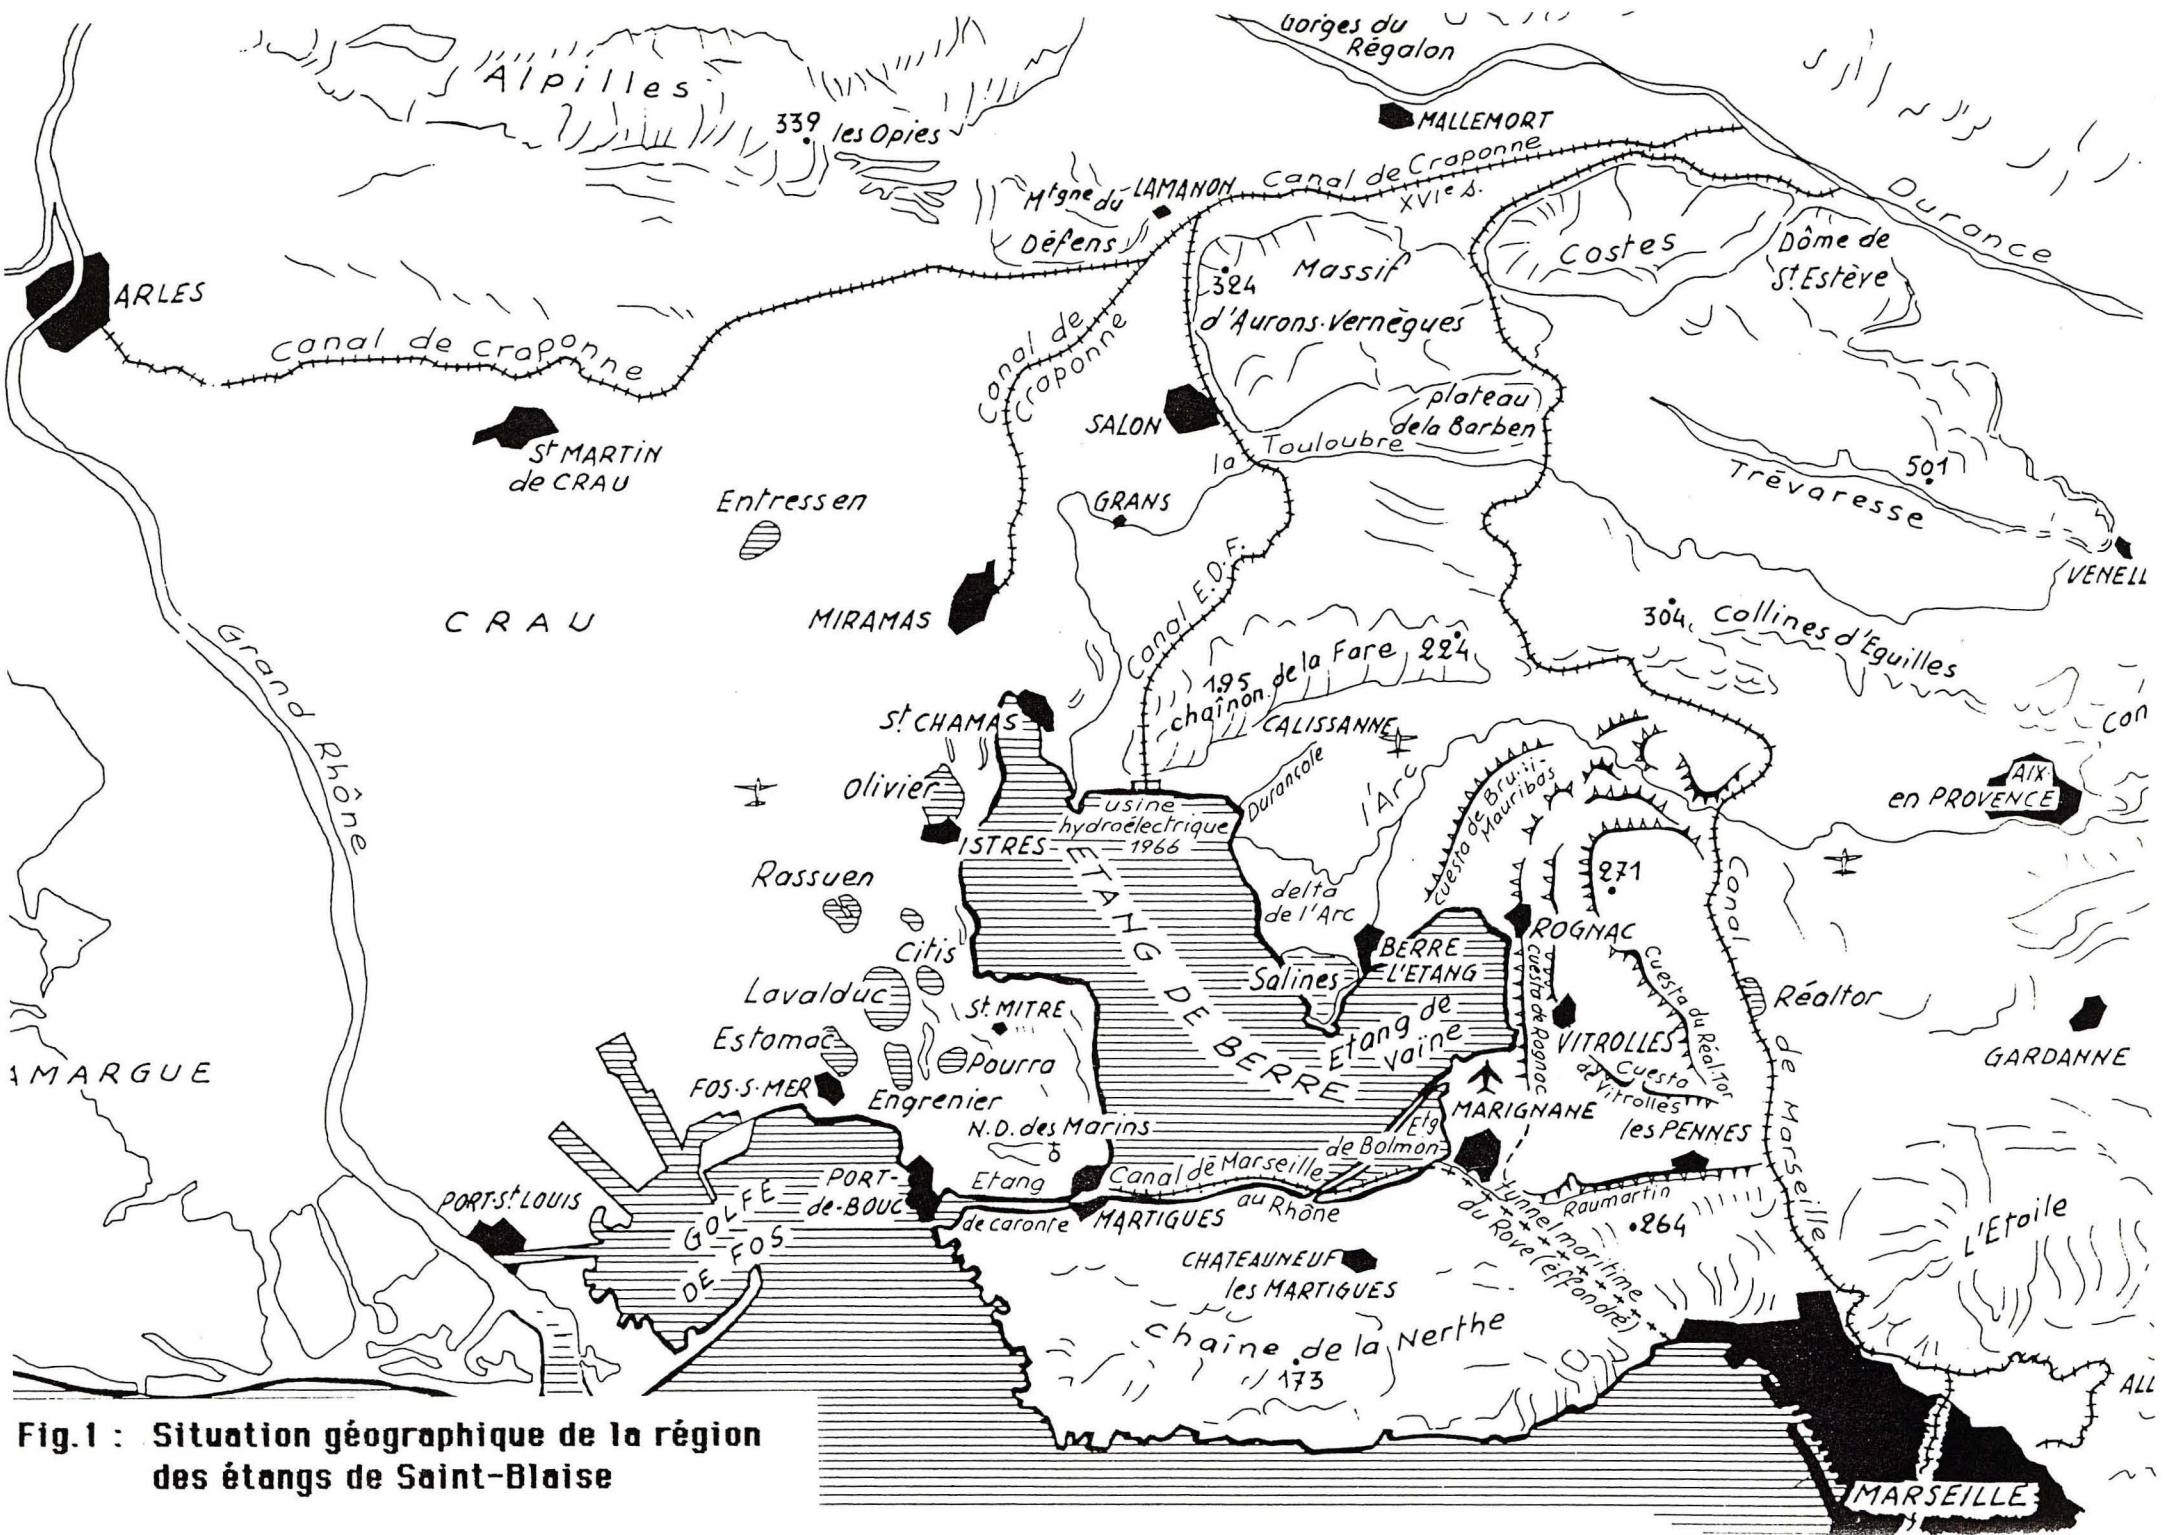 Gorges du
Régalon
Alpilles
339
les Opies
MALLEMORT
Canal de Craponne
XVIe s.
Mtgne du
Défens
LAMANON
Durance
Costes
Dôme de
St. Estève
Massif
324
d'Aurons-Vernègues
ARLES
Canal de Craponne
Canal de
Craponne
plateau
de la Barben
SALON
la Touloubre
St MARTIN
de CRAU
501
Trévaresse
Entressen
GRANS
VENELL
Canal E.D.F.
CRAU
MIRAMAS
304
Collines d'Eguilles
Grand Rhône
195
chaînon de la Fare
224
St CHAMAS
CALISSANNE
Con
Olivier
Durançole
l'Arc
cuesta de
Mauribas
AIX-
en PROVENCE
usine
hydroélectrique
1966
ISTRES
ETANG DE BERRE
Rassuen
271
delta
de l'Arc
Canal de Marseille
Citis
BERRE
L'ETANG
ROGNAC
Salines
cuesta de Rognac
Cuesta du Réaltor
Réaltor
Lavalduc
St. MITRE
Etang de
Vaïne
VITROLLES
GARDANNE
Estomac
Pourra
Cuesta
de Vitrolles
AMARGUE
FOS-S-MER
Engrenier
MARIGNANE
N.D. des Marins
Etg
de Bolmon
les PENNES
PORT-St LOUIS
GOLFE
DE FOS
PORT-
de-BOUC
Etang
de caronte
Canal de Marseille
au Rhône
MARTIGUES
Raumartin
264
L'Etoile
tunnel maritime
du Rove (éffondré)
CHATEAUNEUF
les MARTIGUES
chaîne de la Nerthe
173
ALL
Fig.1 : Situation géographique de la région
des étangs de Saint-Blaise
MARSEILLE